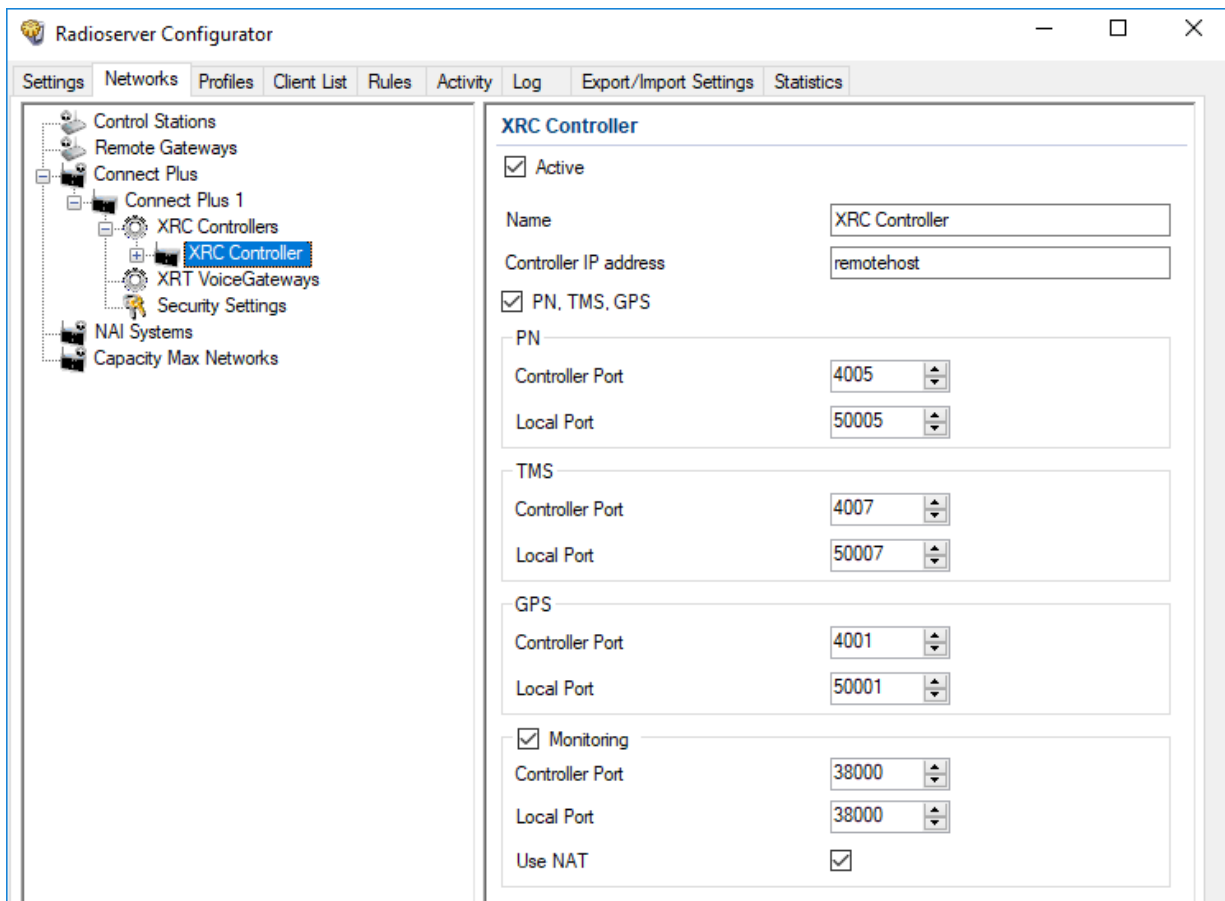 Radioserver Configurator
Settings Networks Profiles Client List Rules Activity Log Export/Import Settings Statistics
Control Stations
Remote Gateways
Connect Plus
Connect Plus 1
XRC Controllers
XRC Controller
XRT VoiceGateways
Security Settings
NAI Systems
Capacity Max Networks
XRC Controller
Active
Name XRC Controller
Controller IP address remotehost
PN, TMS, GPS
PN
Controller Port 4005
Local Port 50005
TMS
Controller Port 4007
Local Port 50007
GPS
Controller Port 4001
Local Port 50001
Monitoring
Controller Port 38000
Local Port 38000
Use NAT